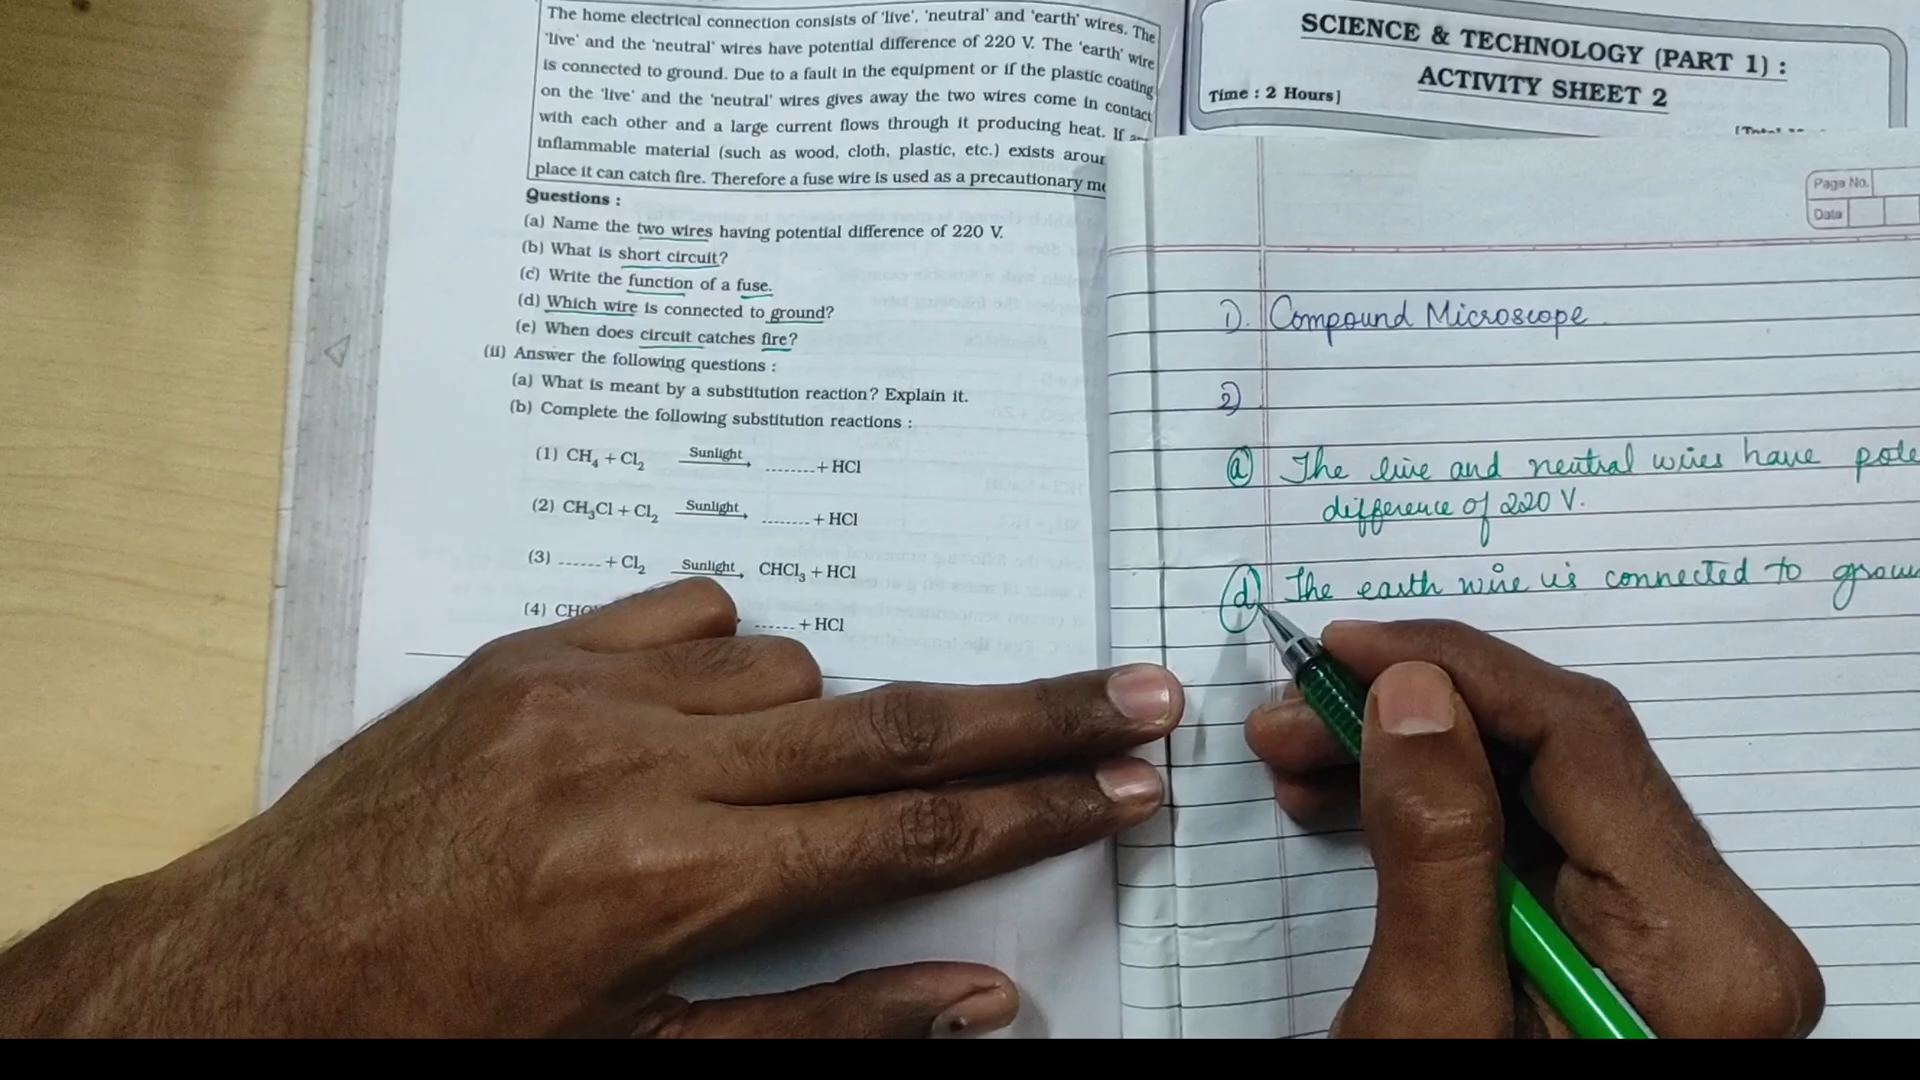 The home electrical connection consists of 'live', 'neutral' and 'earth' wires. The
'live' and the 'neutral' wires have potential difference of 220 V. The 'earth' wire
is connected to ground. Due to a fault in the equipment or if the plastic coating
on the 'live' and the 'neutral' wires gives away the two wires come in contact
with each other and a large current flows through it producing heat. If
inflammable material (such as wood, cloth, plastic, etc.) exists
place it can catch fire. Therefore a fuse wire is used as a precautionary
Questions :
(a) Name the two wires having potential difference of 220 V.
(b) What is short circuit?
(c) Write the function of a fuse.
(d) Which wire is connected to ground?
(e) When does circuit catches fire?
(ii) Answer the following questions :
(a) What is meant by a substitution reaction? Explain it.
(b) Complete the following substitution reactions :
(1) CH₄ + Cl₂ Sunlight ........ + HCl
(2) CH₃Cl + Cl₂ Sunlight ........ + HCl
(3) ...... + Cl₂ Sunlight CHCl₃ + HCl
(4) ...... + HCl
SCIENCE & TECHNOLOGY (PART 1) :
ACTIVITY SHEET 2
Time : 2 Hours]
Page No.
Date
1). Compound Microscope
2)
(a) The live and neutral wires have
difference of 220 V.
(d) The earth wire is connected to